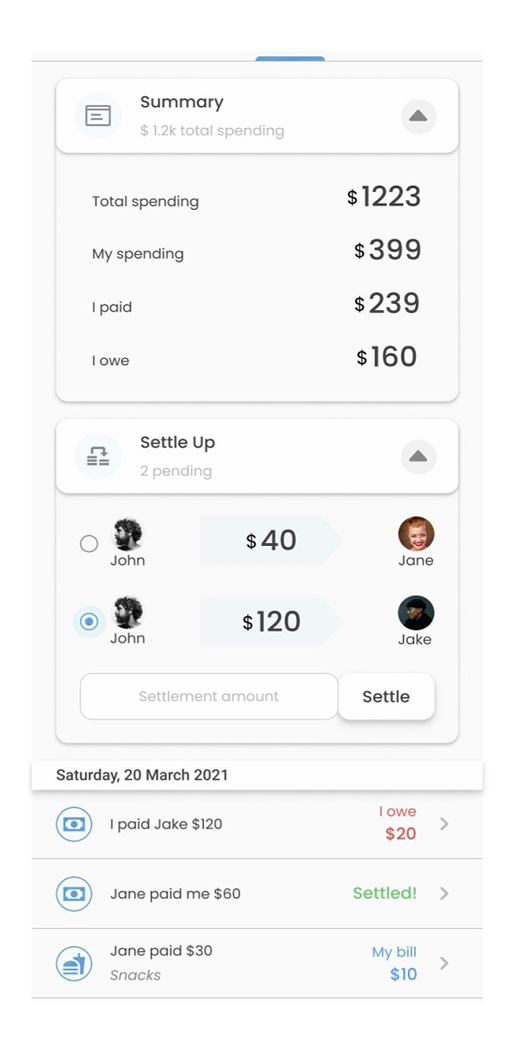 Summary
$ 1.2k total spending
Total spending $1223
My spending $399
I paid $239
I owe $160
Settle Up
2 pending
John $40 Jane
John $120 Jake
Settlement amount Settle
Saturday, 20 March 2021
I paid Jake $120 I owe
$20
Jane paid me $60 Settled!
Jane paid $30 My bill
Snacks $10